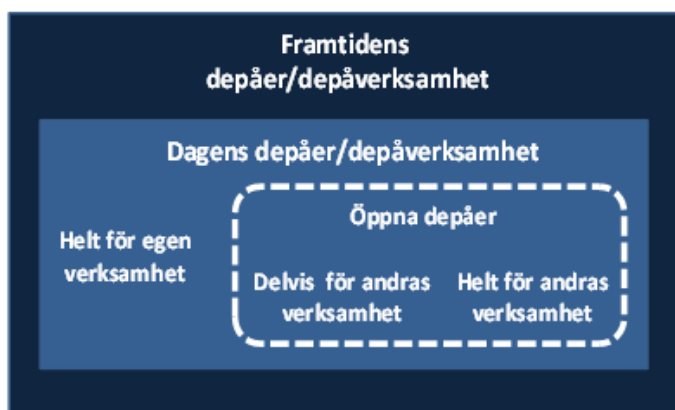 Framtidens
depåer/depåverksamhet
Dagens depåer/depåverksamhet
Öppna depåer
Helt för egen
verksamhet
Delvis för andras
verksamhet
Helt för andras
verksamhet